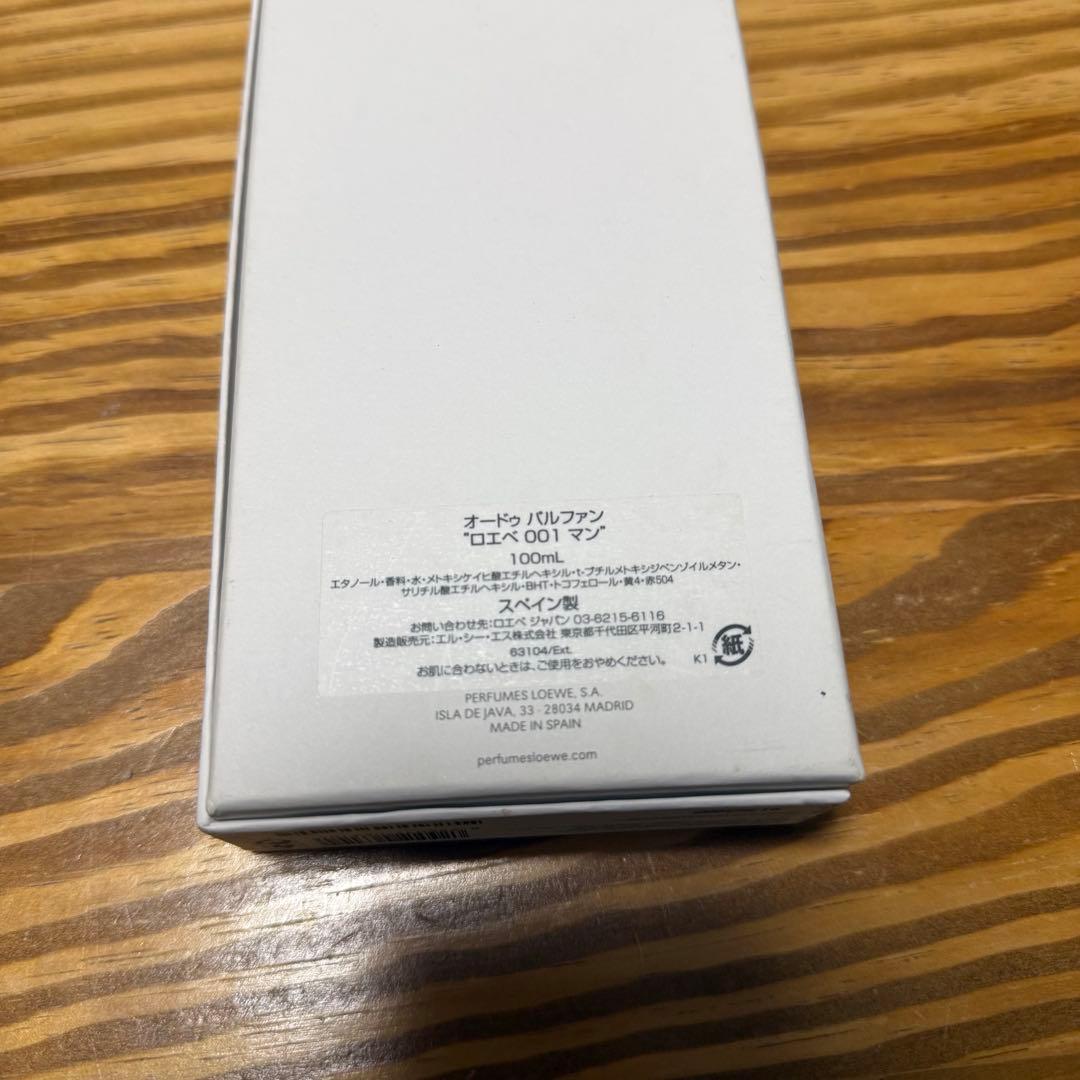 オードゥ パルファン
"ロエベ 001 マン"
100mL
エタノール・香料・水・メトキシケイヒ酸エチルヘキシル・t-ブチルメトキシジベンゾイルメタン・
サリチル酸エチルヘキシル・BHT・トコフェロール・黄4・赤504
スペイン製
お問い合わせ先：ロエベ ジャパン 03-6215-6116
製造販売元：エル・シー・エス株式会社 東京都千代田区平河町2-1-1
63104/Ext.
お肌に合わないときは、ご使用をおやめください。
K1 紙
PERFUMES LOEWE, S.A.
ISLA DE JAVA, 33 - 28034 MADRID
MADE IN SPAIN
perfumesloewe.com